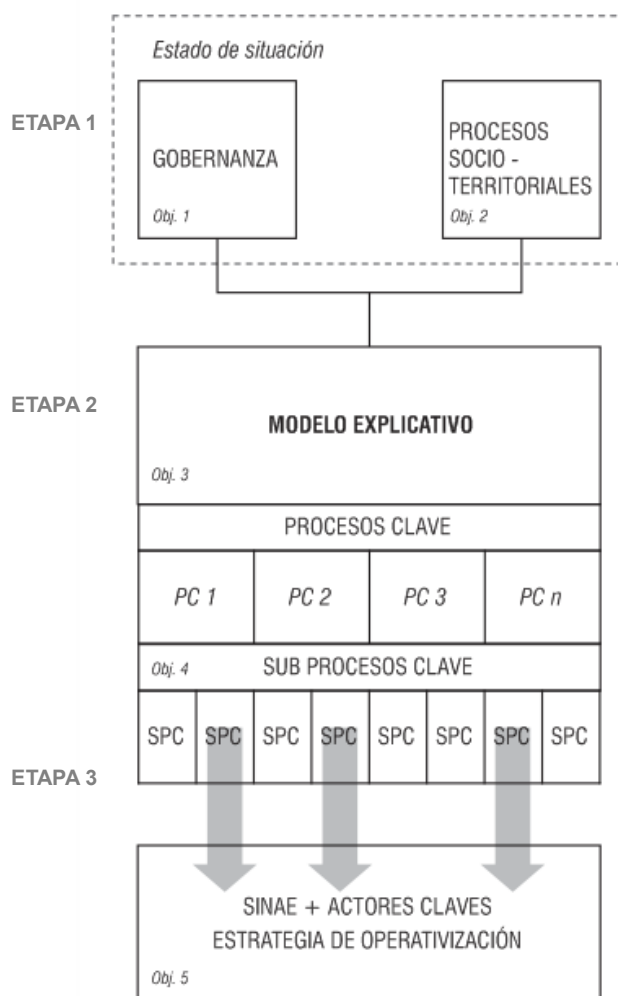 Estado de situación
ETAPA 1
GOBERNANZA
Obj. 1
PROCESOS
SOCIO -
TERRITORIALES
Obj. 2
ETAPA 2
MODELO EXPLICATIVO
Obj. 3
PROCESOS CLAVE
PC 1 PC 2 PC 3 PC n
Obj. 4 SUB PROCESOS CLAVE
SPC SPC SPC SPC SPC SPC SPC SPC
ETAPA 3
SINAE + ACTORES CLAVES
ESTRATEGIA DE OPERATIVIZACIÓN
Obj. 5